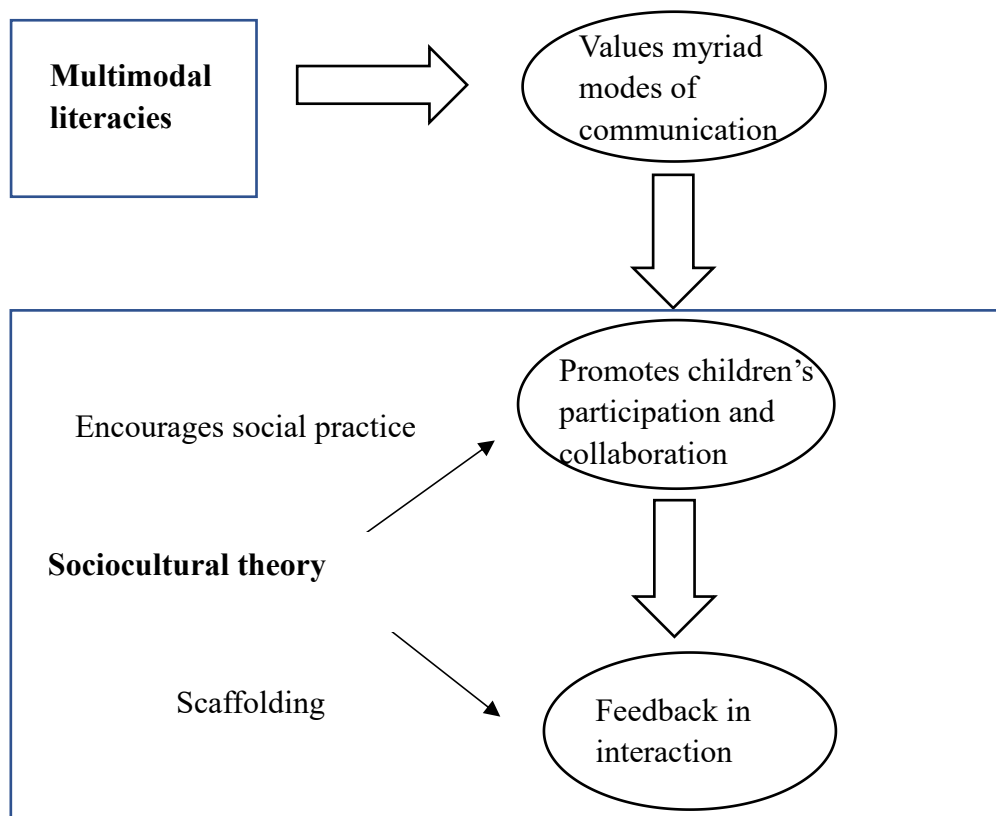 Multimodal
literacies
Values myriad
modes of
communication
Promotes children’s
participation and
collaboration
Encourages social practice
Sociocultural theory
Scaffolding
Feedback in
interaction